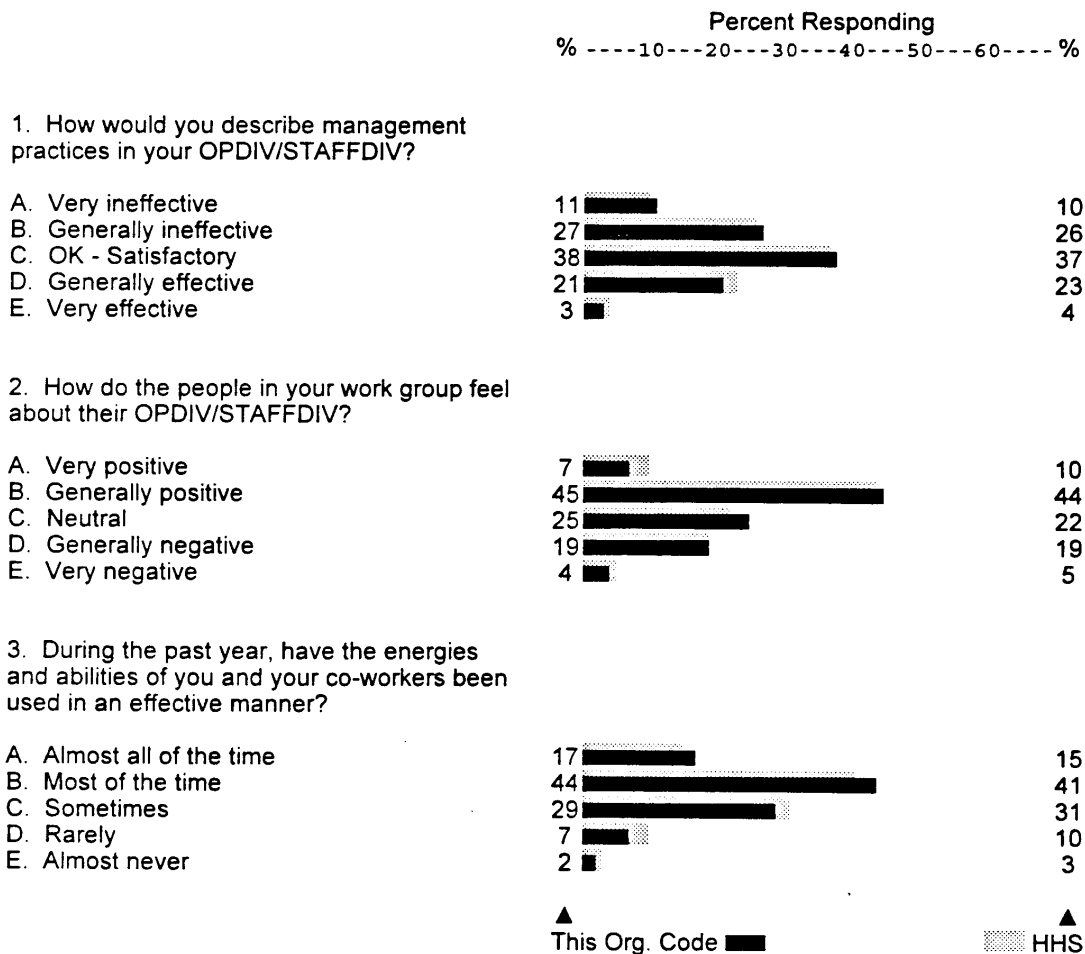 Percent Responding
% ----10---20---30---40---50---60---- %
1. How would you describe management
practices in your OPDIV/STAFFDIV?
A. Very ineffective 11 10
B. Generally ineffective 27 26
C. OK - Satisfactory 38 37
D. Generally effective 21 23
E. Very effective 3 4
2. How do the people in your work group feel
about their OPDIV/STAFFDIV?
A. Very positive 7 10
B. Generally positive 45 44
C. Neutral 25 22
D. Generally negative 19 19
E. Very negative 4 5
3. During the past year, have the energies
and abilities of you and your co-workers been
used in an effective manner?
A. Almost all of the time 17 15
B. Most of the time 44 41
C. Sometimes 29 31
D. Rarely 7 10
E. Almost never 2 3
This Org. Code HHS